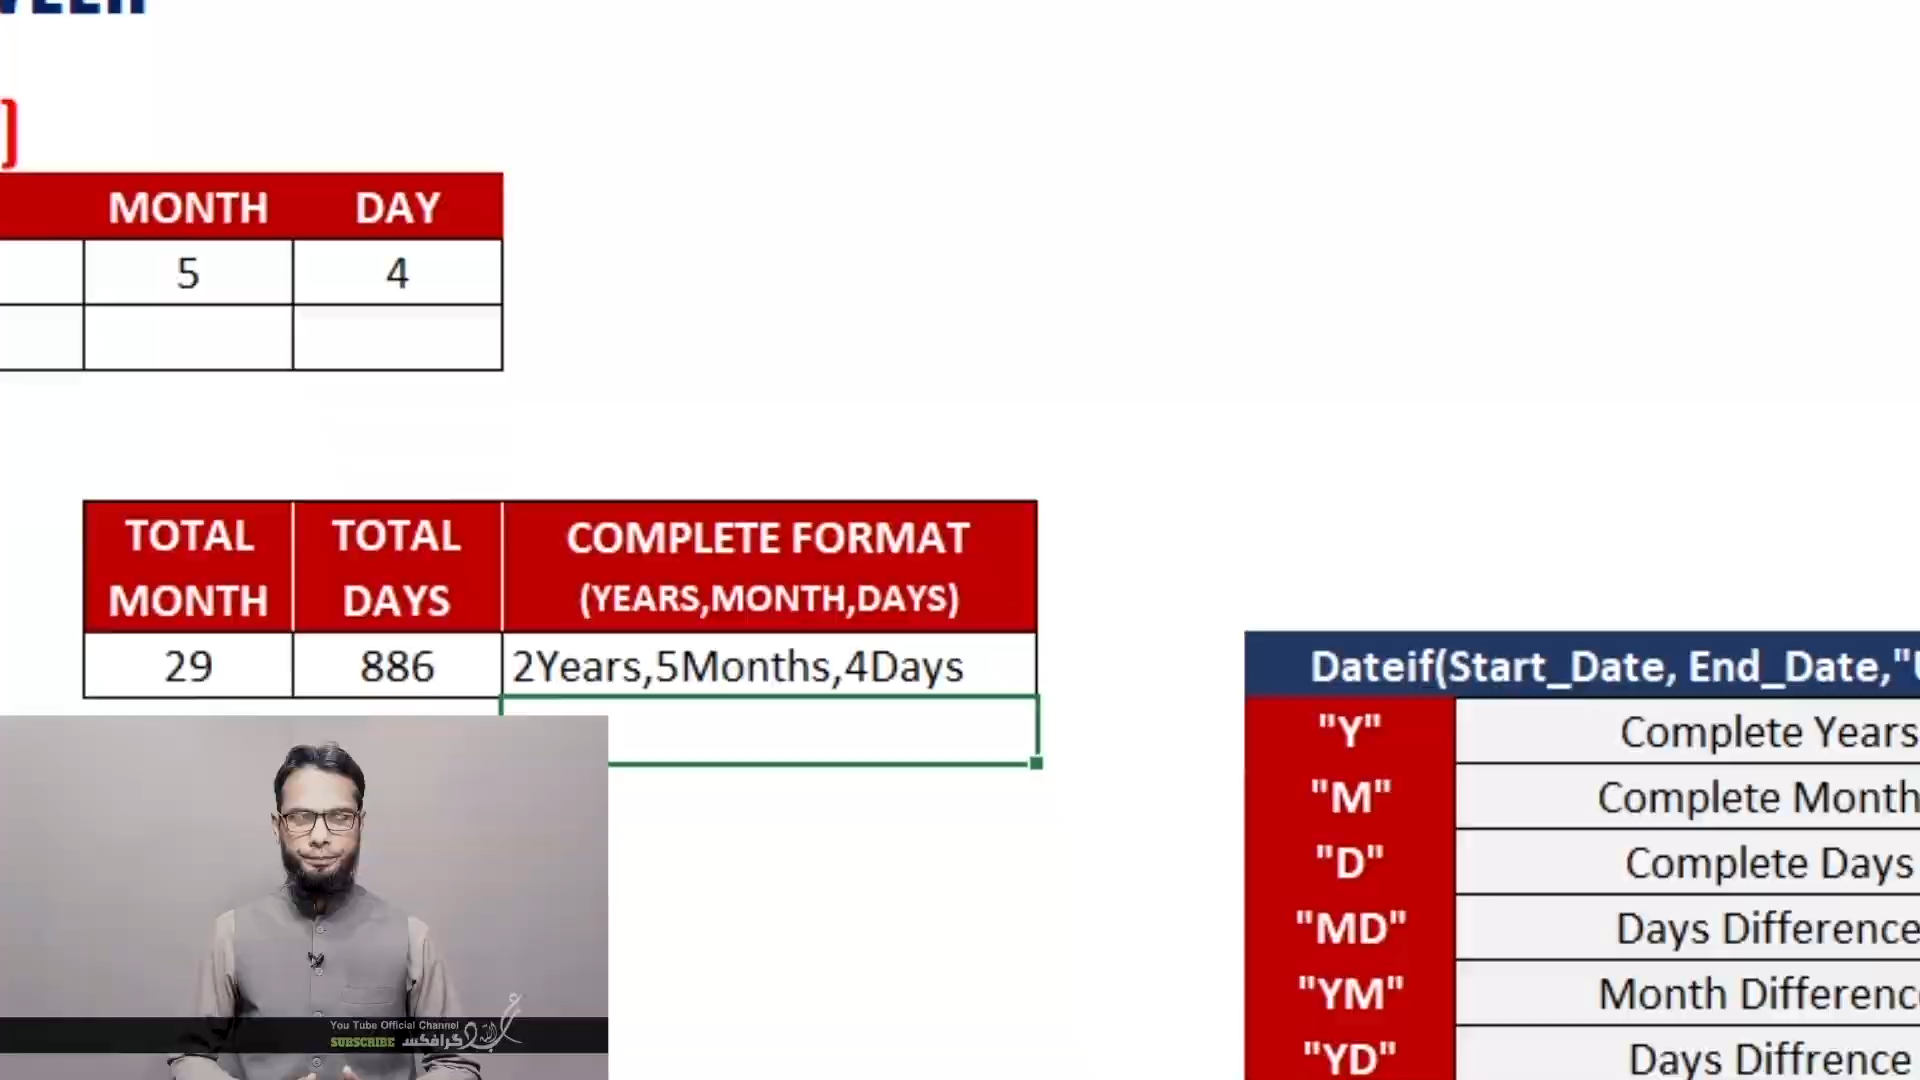 ]
MONTH DAY
5 4
TOTAL MONTH
TOTAL DAYS
COMPLETE FORMAT
(YEARS,MONTH,DAYS)
29 886 2Years,5Months,4Days
Dateif(Start_Date, End_Date,"U
"Y" Complete Years
"M" Complete Month
"D" Complete Days
"MD" Days Difference
"YM" Month Difference
"YD" Days Diffrence
You Tube Official Channel
SUBSCRIBE گرافکس